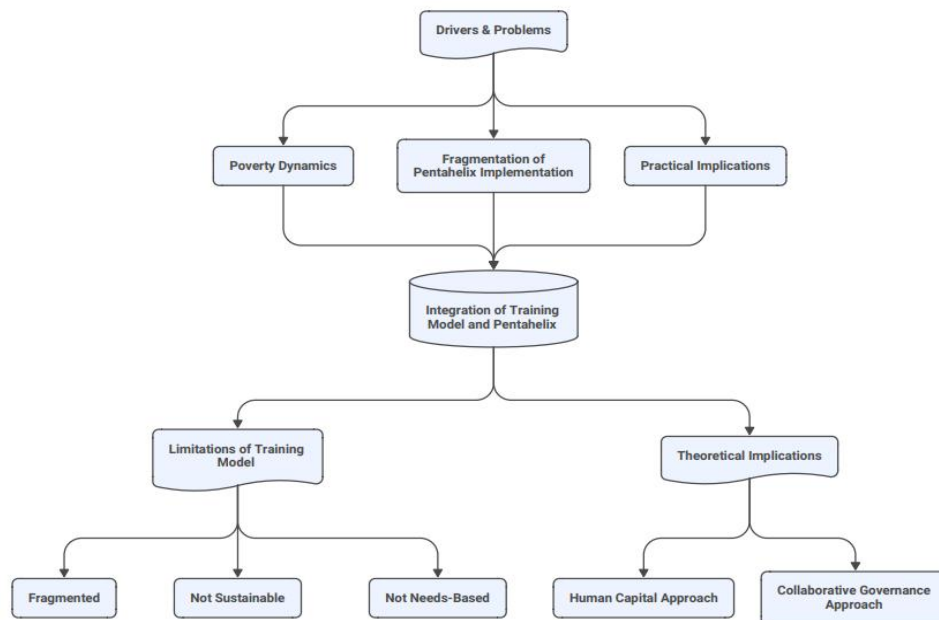 Drivers & Problems
Poverty Dynamics
Fragmentation of
Pentahelix Implementation
Practical Implications
Integration of Training
Model and Pentahelix
Limitations of Training
Model
Theoretical Implications
Fragmented
Not Sustainable
Not Needs-Based
Human Capital Approach
Collaborative Governance
Approach